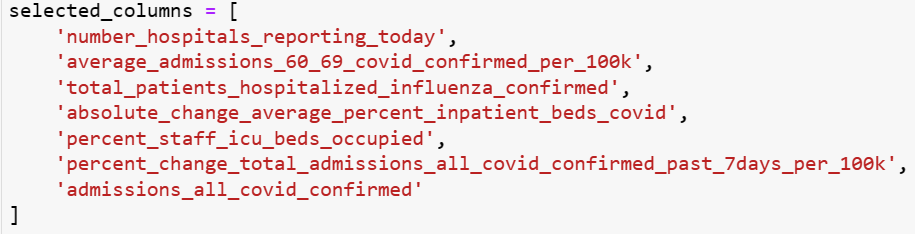 selected_columns = [
    'number_hospitals_reporting_today',
    'average_admissions_60_69_covid_confirmed_per_100k',
    'total_patients_hospitalized_influenza_confirmed',
    'absolute_change_average_percent_inpatient_beds_covid',
    'percent_staff_icu_beds_occupied',
    'percent_change_total_admissions_all_covid_confirmed_past_7days_per_100k',
    'admissions_all_covid_confirmed'
]